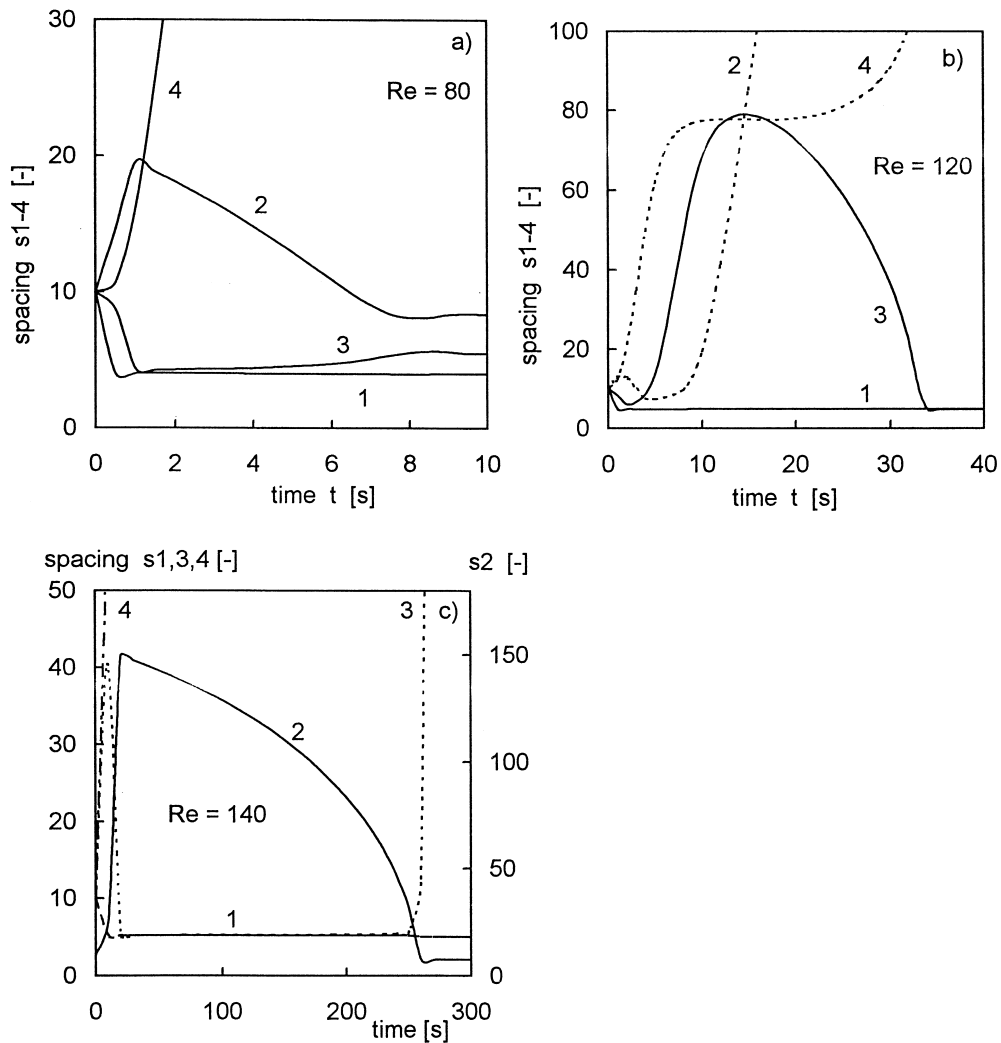 30
20
10
0
spacing s1-4 [-]
a)
Re = 80
4
2
3
1
0 2 4 6 8 10
time t [s]
100
80
60
40
20
0
spacing s1-4 [-]
b)
Re = 120
2
4
3
1
0 10 20 30 40
time t [s]
spacing s1,3,4 [-]
s2 [-]
50
40
30
20
10
0
4
3
c)
2
Re = 140
1
150
100
50
0
0 100 200 300
time [s]